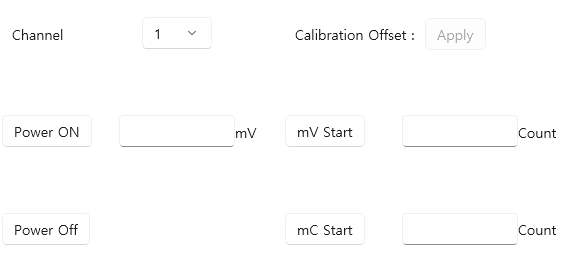 Channel 1 Calibration Offset : Apply
Power ON mV mV Start Count
Power Off mC Start Count